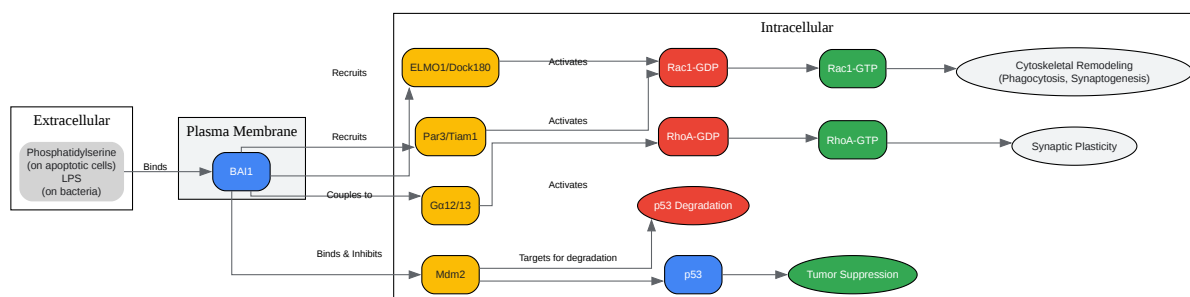 Intracellular
Recruits
ELMO1/Dock180
Activates
Rac1-GDP
Rac1-GTP
Cytoskeletal Remodeling
(Phagocytosis, Synaptogenesis)
Extracellular
Plasma Membrane
Recruits
Par3/Tiam1
Activates
RhoA-GDP
RhoA-GTP
Synaptic Plasticity
Phosphatidylserine
(on apoptotic cells)
LPS
(on bacteria)
Binds
BAI1
Couples to
Gα12/13
Activates
p53 Degradation
Binds & Inhibits
Mdm2
Targets for degradation
p53
Tumor Suppression